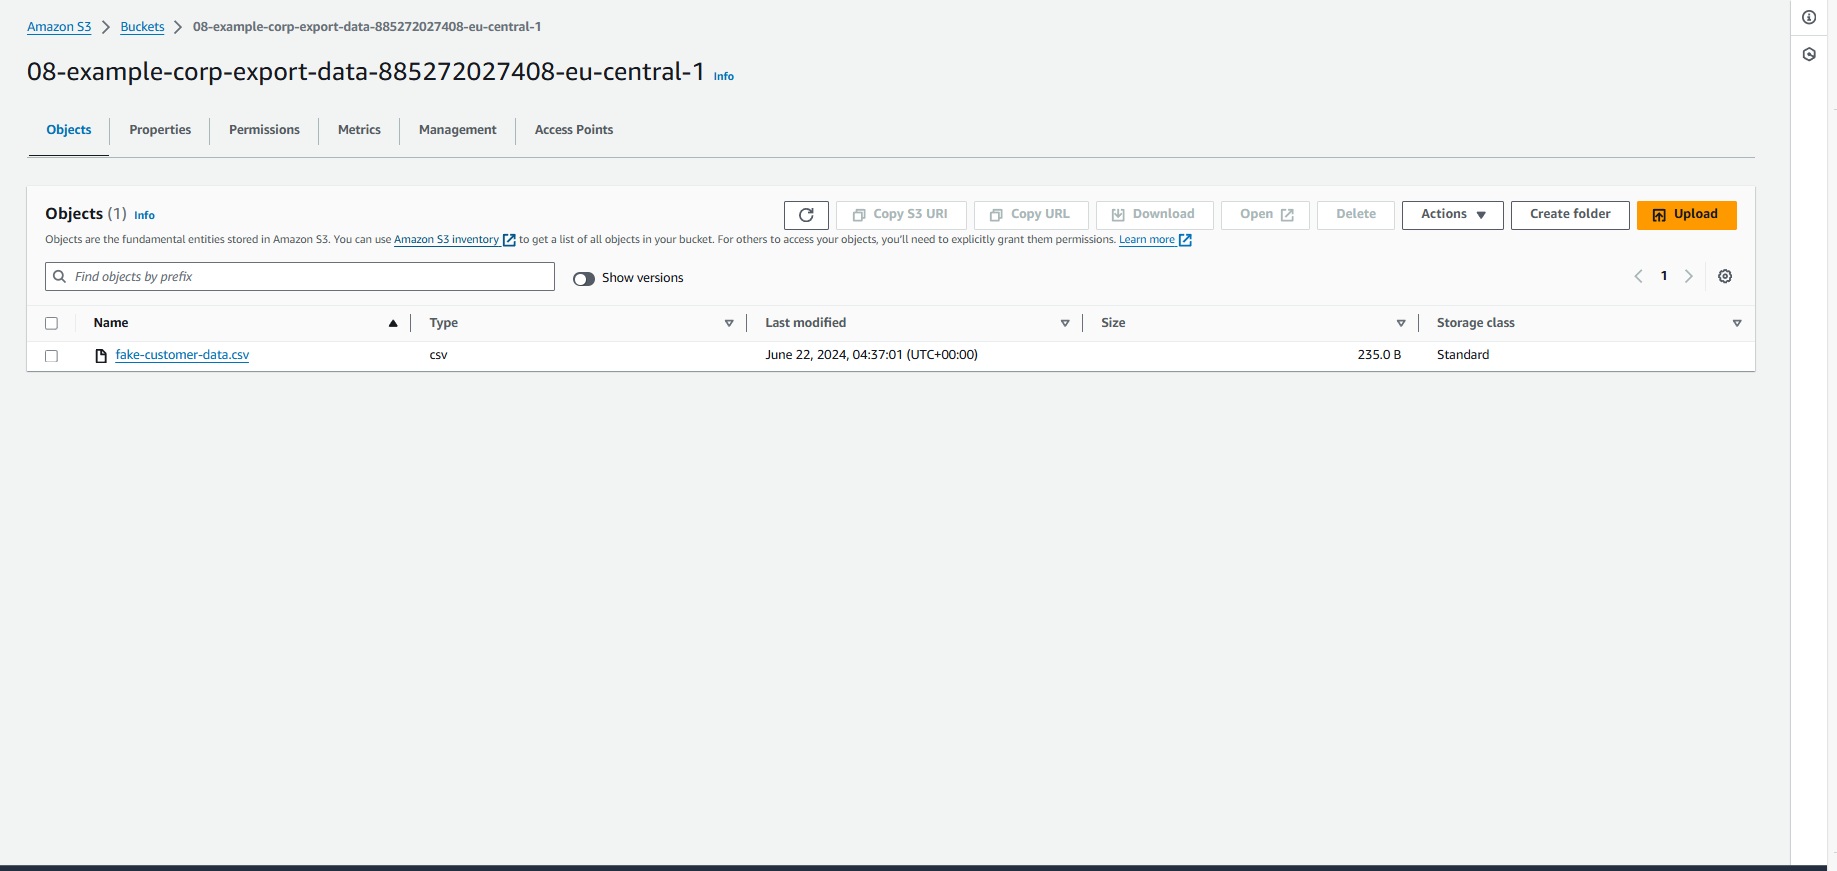 Amazon S3 > Buckets > 08-example-corp-export-data-885272027408-eu-central-1
08-example-corp-export-data-885272027408-eu-central-1 Info
Objects Properties Permissions Metrics Management Access Points
Objects (1) Info
Copy S3 URI Copy URL Download Open Delete Actions Create folder Upload
Objects are the fundamental entities stored in Amazon S3. You can use Amazon S3 inventory to get a list of all objects in your bucket. For others to access your objects, you'll need to explicitly grant them permissions. Learn more
Find objects by prefix Show versions 1
Name Type Last modified Size Storage class
fake-customer-data.csv csv June 22, 2024, 04:37:01 (UTC+00:00) 235.0 B Standard